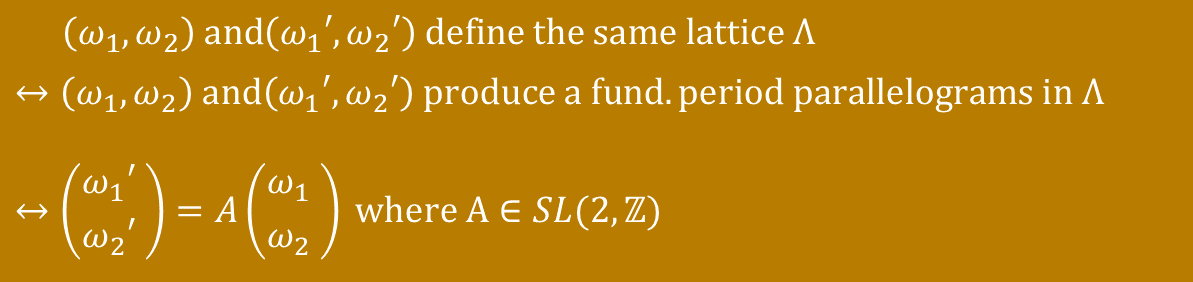 (ω₁, ω₂) and(ω₁′, ω₂′) define the same lattice Λ
↔ (ω₁, ω₂) and(ω₁′, ω₂′) produce a fund. period parallelograms in Λ
↔ (ω₁′ ω₂′) = A (ω₁ ω₂) where A ∈ SL(2, ℤ)